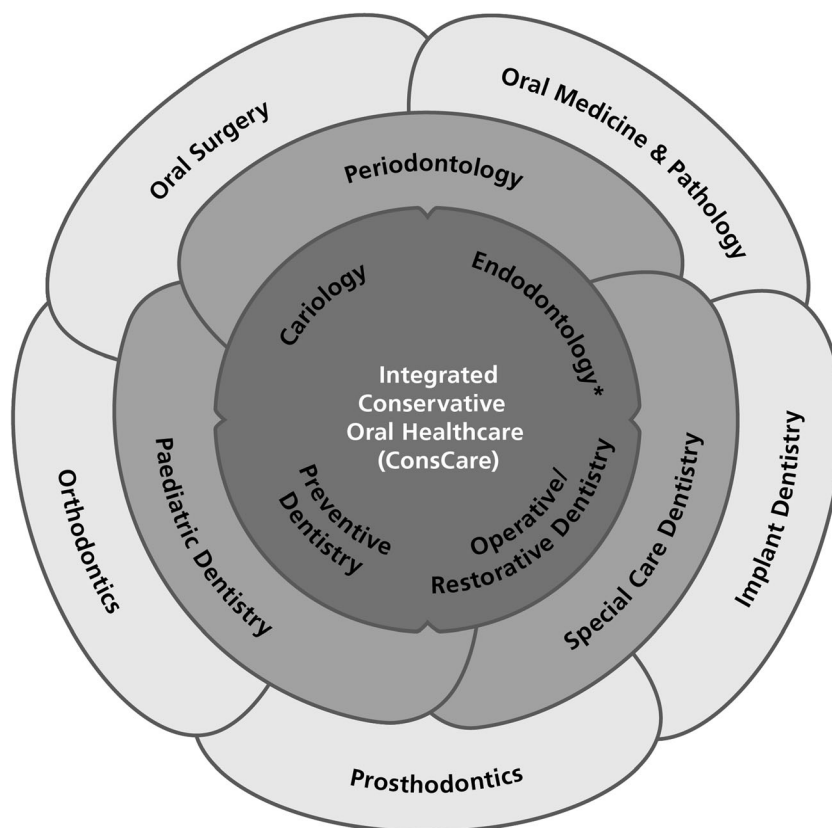 Oral Surgery
Oral Medicine & Pathology
Periodontology
Cariology
Endodontology*
Integrated
Conservative
Oral Healthcare
(ConsCare)
Preventive
Dentistry
Operative/
Restorative Dentistry
Paediatric Dentistry
Special Care Dentistry
Orthodontics
Implant Dentistry
Prosthodontics